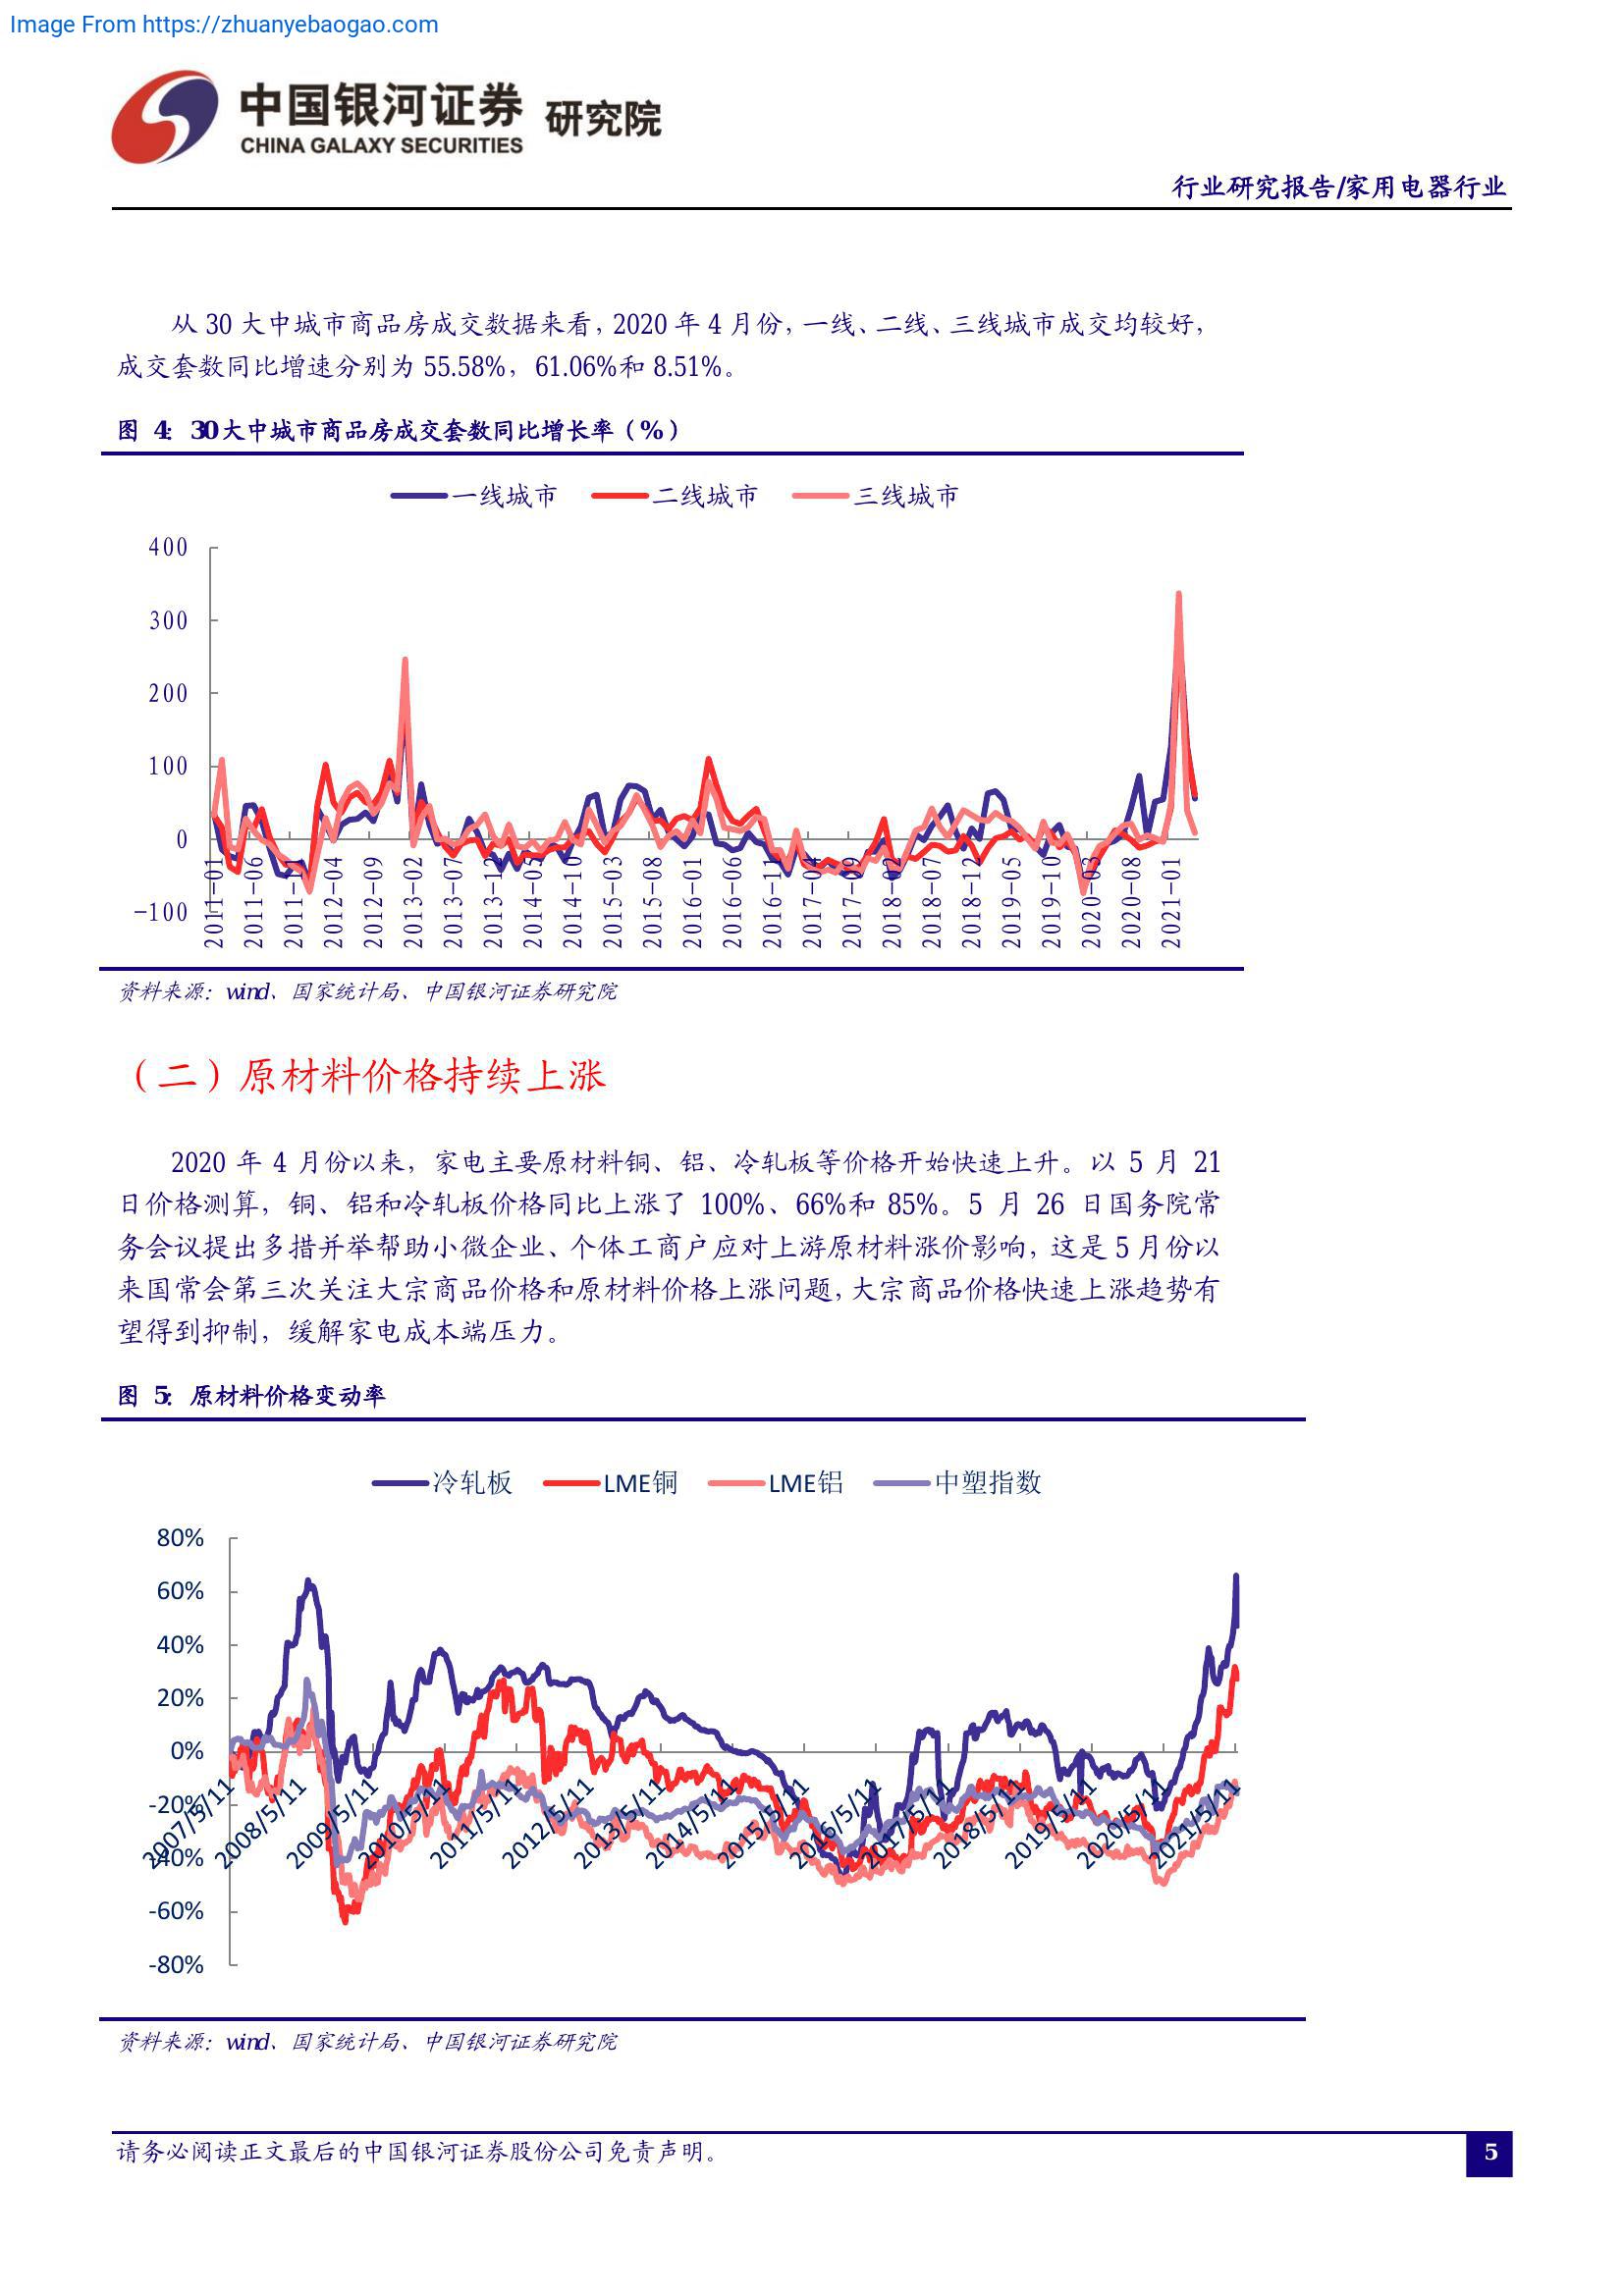 Image From https://zhuanyebaogao.com
中国银河证券 研究院
CHINA GALAXY SECURITIES
行业研究报告/家用电器行业
从 30 大中城市商品房成交数据来看，2020 年 4 月份，一线、二线、三线城市成交均较好，
成交套数同比增速分别为 55.58%，61.06%和 8.51%。
图 4：30 大中城市商品房成交套数同比增长率（%）
一线城市 二线城市 三线城市
400
300
200
100
0
-100
2011-01 2011-06 2011-11 2012-04 2012-09 2013-02 2013-07 2013-12 2014-05 2014-10 2015-03 2015-08 2016-01 2016-06 2016-11 2017-04 2017-09 2018-02 2018-07 2018-12 2019-05 2019-10 2020-03 2020-08 2021-01
资料来源：wind、国家统计局、中国银河证券研究院
（二）原材料价格持续上涨
2020 年 4 月份以来，家电主要原材料铜、铝、冷轧板等价格开始快速上升。以 5 月 21
日价格测算，铜、铝和冷轧板价格同比上涨了 100%、66%和 85%。5 月 26 日国务院常
务会议提出多措并举帮助小微企业、个体工商户应对上游原材料涨价影响，这是 5 月份以
来国常会第三次关注大宗商品价格和原材料价格上涨问题，大宗商品价格快速上涨趋势有
望得到抑制，缓解家电成本端压力。
图 5：原材料价格变动率
冷轧板 LME铜 LME铝 中塑指数
80%
60%
40%
20%
0%
-20%
-40%
-60%
-80%
2007/5/11 2008/5/11 2009/5/11 2010/5/11 2011/5/11 2012/5/11 2013/5/11 2014/5/11 2015/5/11 2016/5/11 2017/5/11 2018/5/11 2019/5/11 2020/5/11 2021/5/11
资料来源：wind、国家统计局、中国银河证券研究院
请务必阅读正文最后的中国银河证券股份公司免责声明。
5